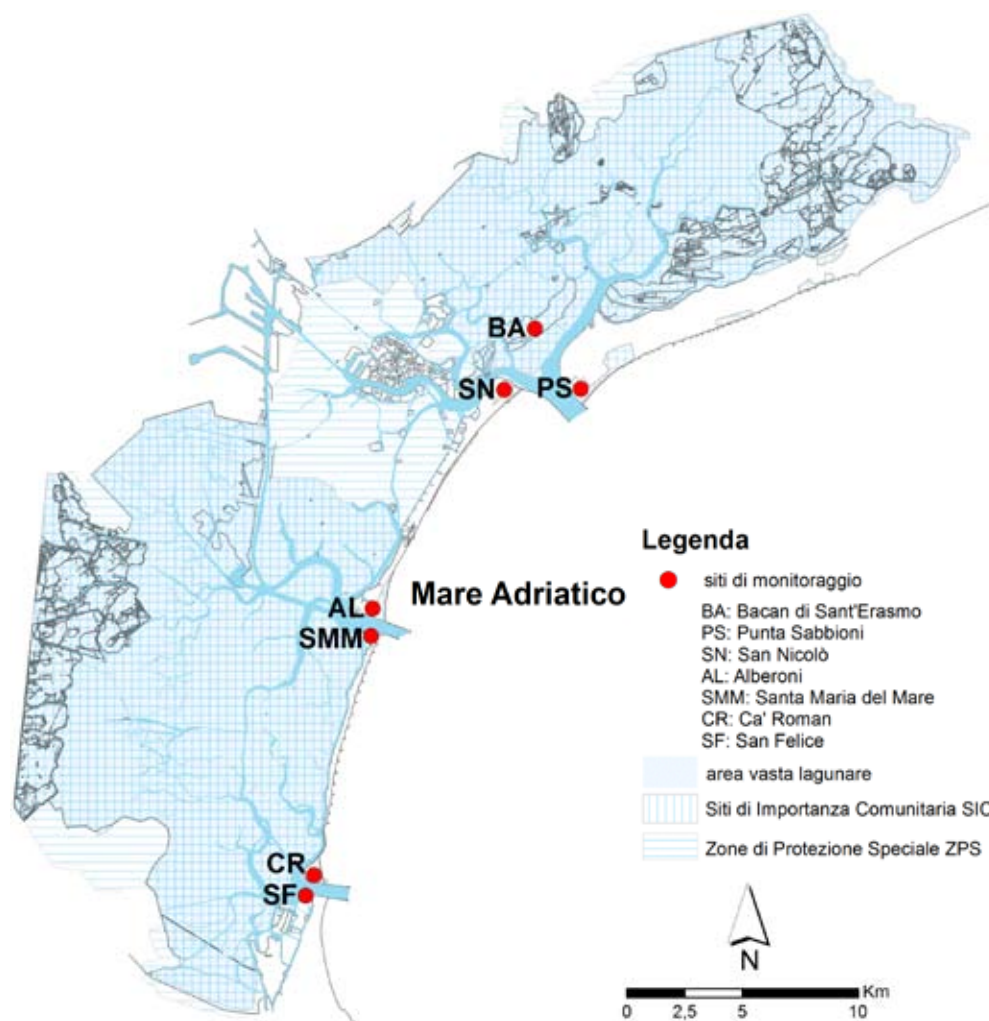 BA
SN
PS
AL
SMM
Mare Adriatico
CR
SF
Legenda
siti di monitoraggio
BA: Bacan di Sant'Erasmo
PS: Punta Sabbioni
SN: San Nicolò
AL: Alberoni
SMM: Santa Maria del Mare
CR: Ca' Roman
SF: San Felice
area vasta lagunare
Siti di Importanza Comunitaria SIC
Zone di Protezione Speciale ZPS
N
Km
0 2,5 5 10